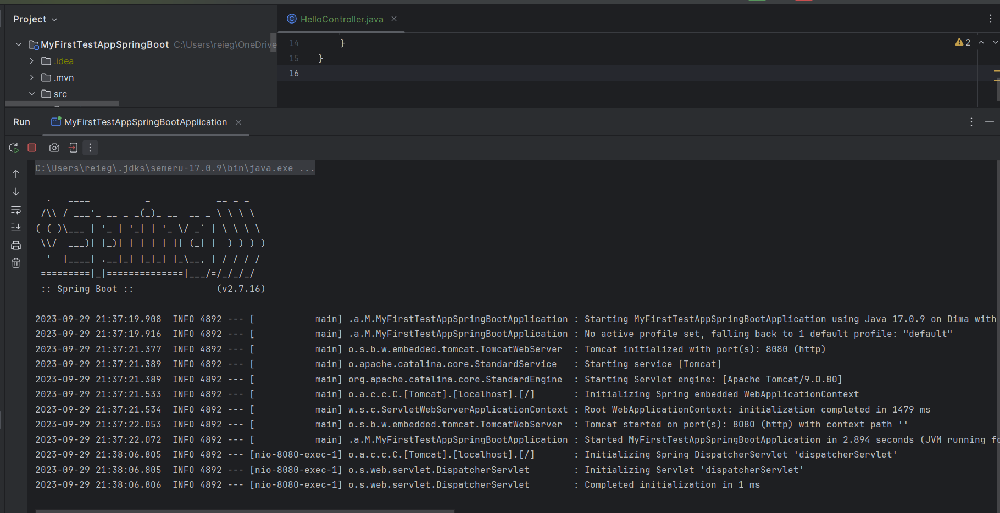 Project
HelloController.java
MyFirstTestAppSpringBoot C:\Users\reieg\OneDrive
.idea
.mvn
src
14 }
15 }
16
2
Run MyFirstTestAppSpringBootApplication
C:\Users\reieg\.jdks\semeru-17.0.9\bin\java.exe ...
  .   ____          _            __ _ _
 /\\ / ___'_ __ _ _(_)_ __  __ _ \ \ \ \
( ( )\___ | '_ | '_| | '_ \/ _` | \ \ \ \
 \\/  ___)| |_)| | | | | || (_| |  ) ) ) )
  '  |____| .__|_| |_|_| |_\__, | / / / /
 =========|_|==============|___/=/_/_/_/
 :: Spring Boot ::               (v2.7.16)
2023-09-29 21:37:19.908  INFO 4892 --- [           main] .a.M.MyFirstTestAppSpringBootApplication : Starting MyFirstTestAppSpringBootApplication using Java 17.0.9 on Dima with
2023-09-29 21:37:19.916  INFO 4892 --- [           main] .a.M.MyFirstTestAppSpringBootApplication : No active profile set, falling back to 1 default profile: "default"
2023-09-29 21:37:21.377  INFO 4892 --- [           main] o.s.b.w.embedded.tomcat.TomcatWebServer  : Tomcat initialized with port(s): 8080 (http)
2023-09-29 21:37:21.389  INFO 4892 --- [           main] o.apache.catalina.core.StandardService   : Starting service [Tomcat]
2023-09-29 21:37:21.389  INFO 4892 --- [           main] org.apache.catalina.core.StandardEngine  : Starting Servlet engine: [Apache Tomcat/9.0.80]
2023-09-29 21:37:21.533  INFO 4892 --- [           main] o.a.c.c.C.[Tomcat].[localhost].[/]       : Initializing Spring embedded WebApplicationContext
2023-09-29 21:37:21.534  INFO 4892 --- [           main] w.s.c.ServletWebServerApplicationContext : Root WebApplicationContext: initialization completed in 1479 ms
2023-09-29 21:37:22.053  INFO 4892 --- [           main] o.s.b.w.embedded.tomcat.TomcatWebServer  : Tomcat started on port(s): 8080 (http) with context path ''
2023-09-29 21:37:22.072  INFO 4892 --- [           main] .a.M.MyFirstTestAppSpringBootApplication : Started MyFirstTestAppSpringBootApplication in 2.894 seconds (JVM running fo
2023-09-29 21:38:06.805  INFO 4892 --- [nio-8080-exec-1] o.a.c.c.C.[Tomcat].[localhost].[/]       : Initializing Spring DispatcherServlet 'dispatcherServlet'
2023-09-29 21:38:06.805  INFO 4892 --- [nio-8080-exec-1] o.s.web.servlet.DispatcherServlet        : Initializing Servlet 'dispatcherServlet'
2023-09-29 21:38:06.806  INFO 4892 --- [nio-8080-exec-1] o.s.web.servlet.DispatcherServlet        : Completed initialization in 1 ms